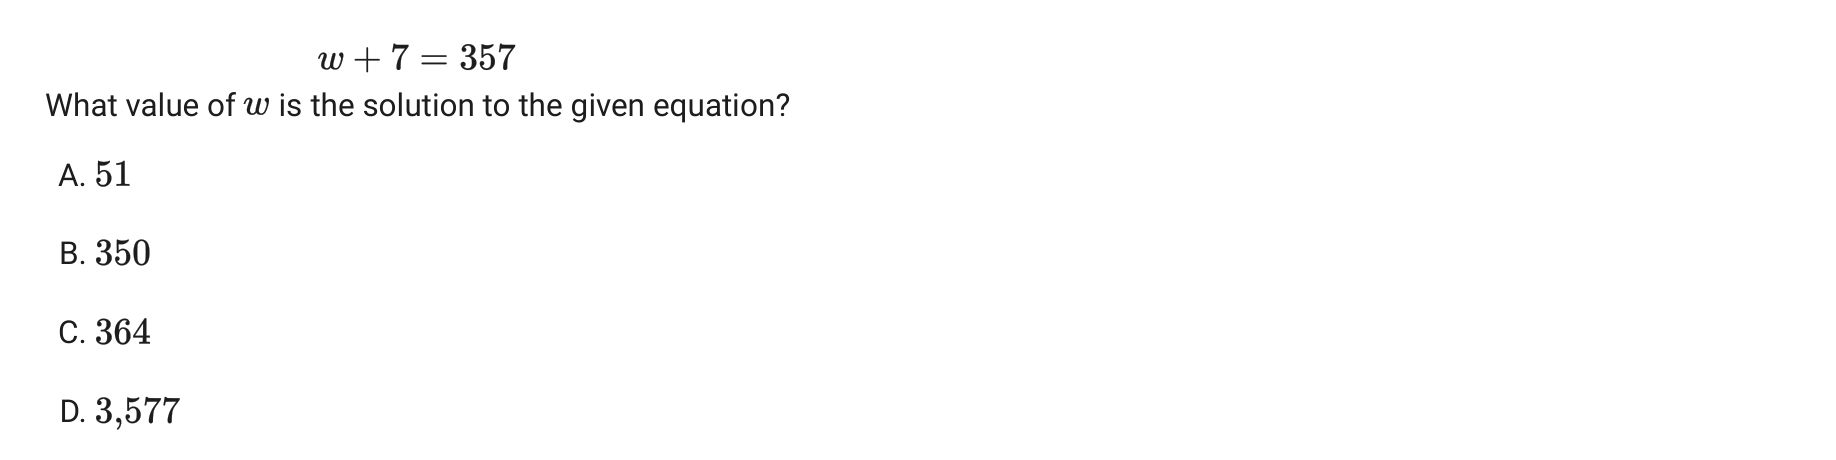 w + 7 = 357
What value of w is the solution to the given equation?
A. 51
B. 350
C. 364
D. 3,577